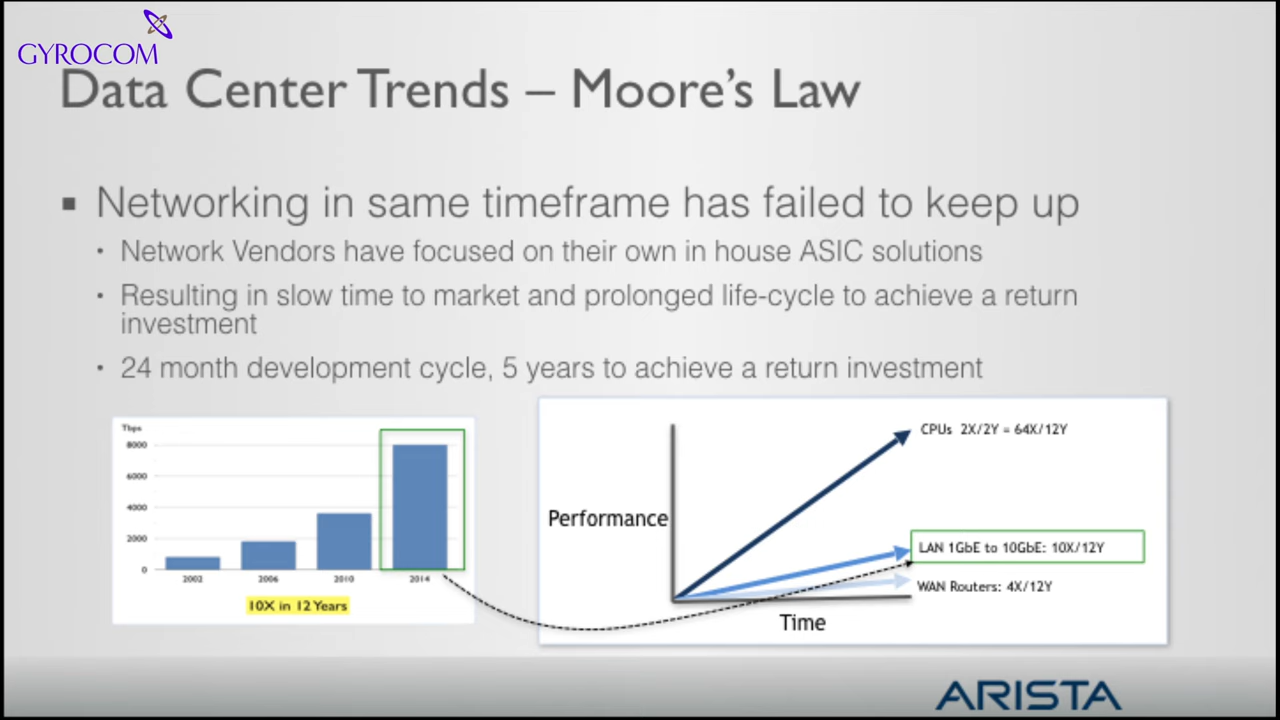 GYROCOM
Data Center Trends – Moore's Law
▪ Networking in same timeframe has failed to keep up
• Network Vendors have focused on their own in house ASIC solutions
• Resulting in slow time to market and prolonged life-cycle to achieve a return
investment
• 24 month development cycle, 5 years to achieve a return investment
Tbps
8000
6000
4000
2000
0
2002 2006 2010 2014
10X in 12 Years
CPUs 2X/2Y = 64X/12Y
Performance
LAN 1GbE to 10GbE: 10X/12Y
WAN Routers: 4X/12Y
Time
ARISTA